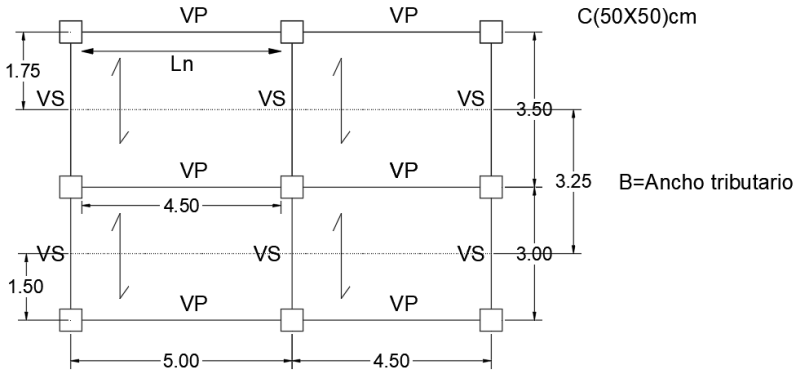 VP VP C(50X50)cm
1.75 Ln
VS VS VS 3.50
VP VP 3.25 B=Ancho tributario
4.50
VS VS VS 3.00
1.50 VP VP
5.00 4.50